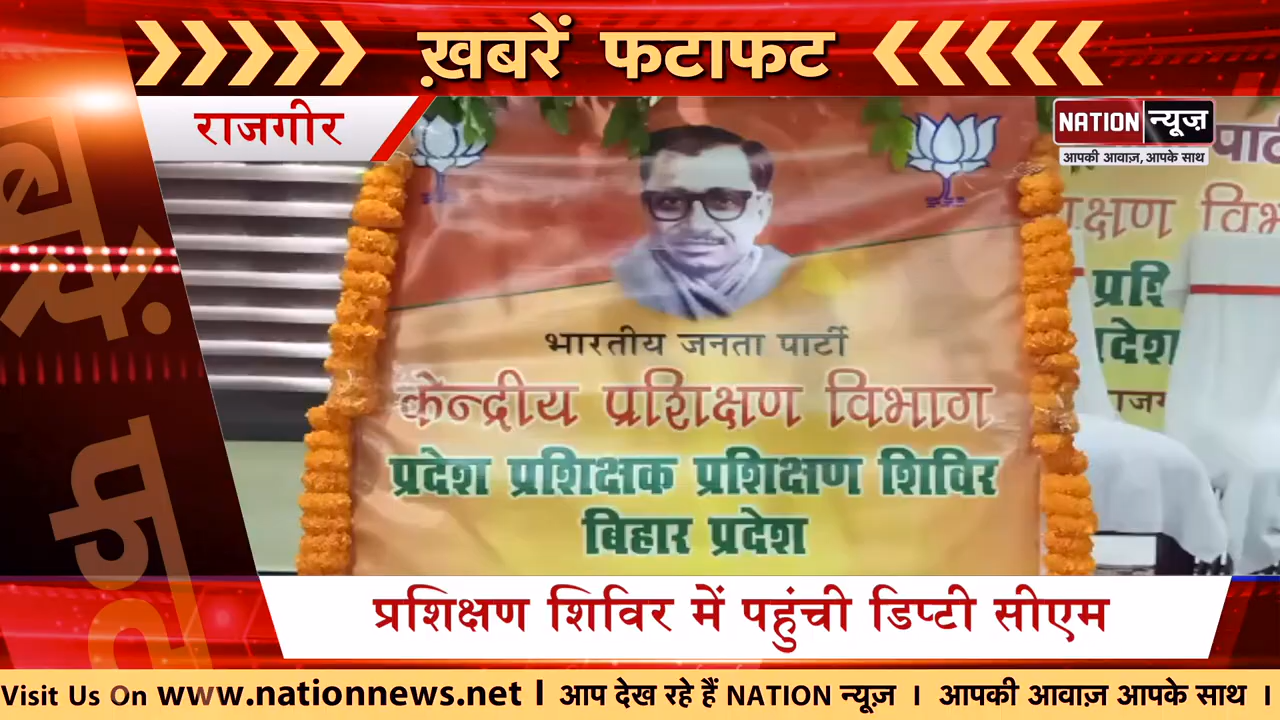 ख़बरें फटाफट
राजगीर
NATION न्यूज़
आपकी आवाज़, आपके साथ
भारतीय जनता पार्टी
केन्द्रीय प्रशिक्षण विभाग
प्रदेश प्रशिक्षक प्रशिक्षण शिविर
बिहार प्रदेश
प्रशिक्षण शिविर में पहुंची डिप्टी सीएम
Visit Us On www.nationnews.net । आप देख रहे हैं NATION न्यूज़ । आपकी आवाज़ आपके साथ ।